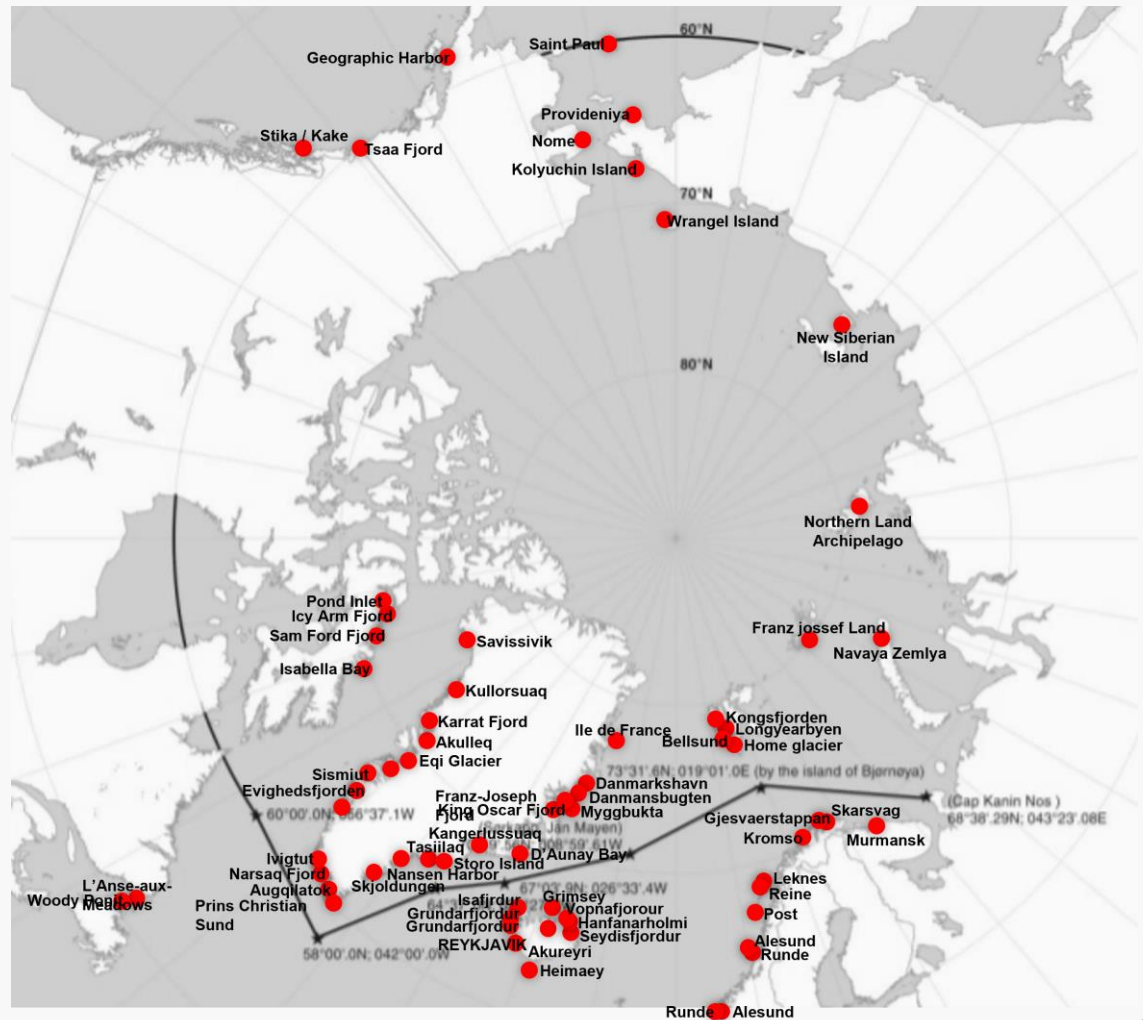 60°N
Saint Paul
Geographic Harbor
Provideniya
Stika / Kake
Nome
Tsaa Fjord
Kolyuchin Island
70°N
Wrangel Island
New Siberian
Island
80°N
Northern Land
Archipelago
Pond Inlet
Icy Arm Fjord
Sam Ford Fjord
Franz jossef Land
Savissivik
Navaya Zemlya
Isabella Bay
Kullorsuaq
Karrat Fjord
Kongsfjorden
Ile de France
Longyearbyen
Akulleq
Bellsund
Home glacier
Eqi Glacier
Sismiut
73°31'.6N; 019°01'.0E (by the island of Bjørnøya)
Evighedsfjorden
Danmarkshavn
Franz-Joseph
Fjord
Danmansbugten
King Oscar Fjord
Myggbukta
(Cap Kanin Nos )
68°38'.29N; 043°23'.08E
60°00'.0N;
Skarsvag
Gjesvaerstappan
Kangerlussuaq
Jan Mayen)
Kromso
Murmansk
Tasiilaq
D'Aunay Bay
Ivigtut
Storo Island
Narsaq Fjord
Nansen Harbor
Skjoldungen
Augqilatok
67°03'.9N; 026°33'.4W
Leknes
Reine
L'Anse-aux-
Meadows
Woody Point
Prins Christian
Sund
Isafjrdur
Grimsey
Grundarfjordur
Vopnafjorour
Post
Grundarfjordur
Hanfanarholmi
Seydisfjordur
REYKJAVIK
Akureyri
58°00'.0N; 042°00'.0W
Alesund
Runde
Heimaey
Runde
Alesund